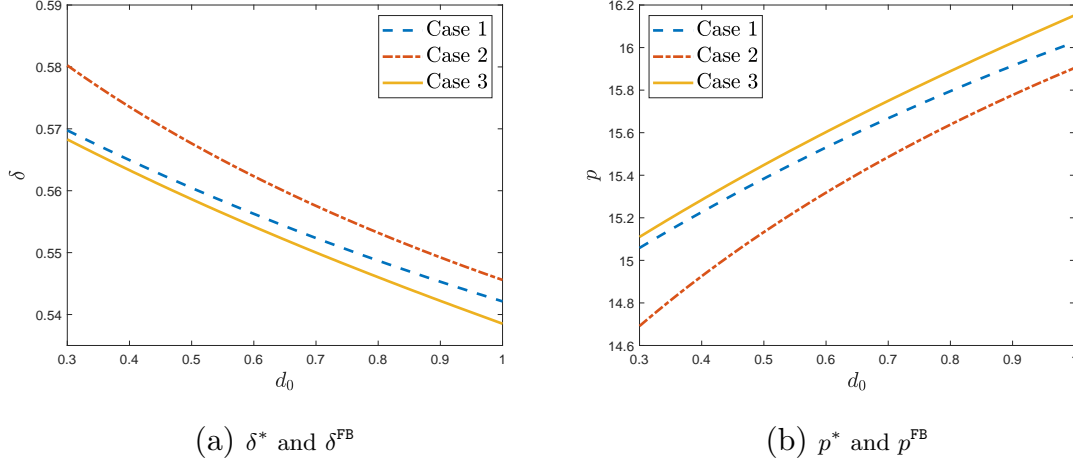 0.59
0.58
0.57
0.56
0.55
0.54
δ
0.3 0.4 0.5 0.6 0.7 0.8 0.9 1
d₀
Case 1
Case 2
Case 3
(a) δ* and δ^FB
16.2
16
15.8
15.6
15.4
15.2
15
14.8
14.6
p
0.3 0.4 0.5 0.6 0.7 0.8 0.9 1
d₀
Case 1
Case 2
Case 3
(b) p* and p^FB